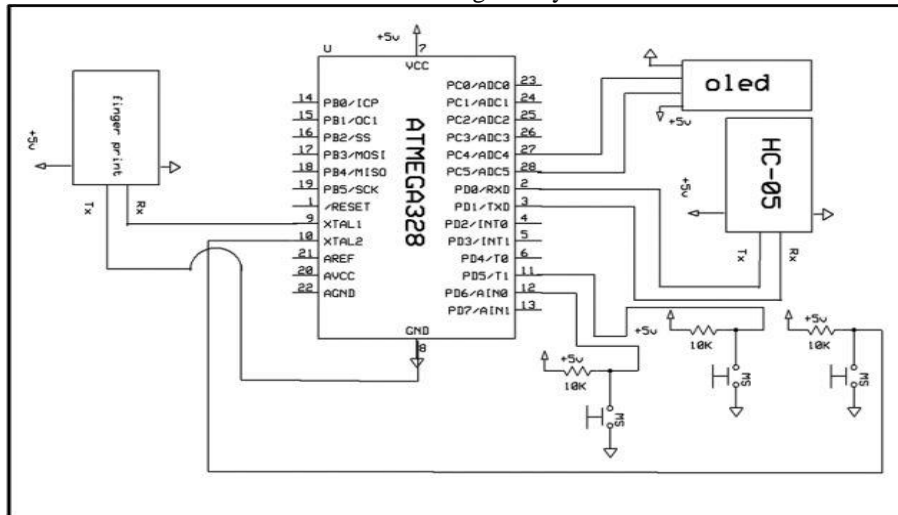 U
+5v
7
VCC
ATMEGA328
14 PB0/ICP
15 PB1/OC1
16 PB2/SS
17 PB3/MOSI
18 PB4/MISO
19 PB5/SCK
1 /RESET
9 XTAL1
10 XTAL2
21 AREF
20 AVCC
22 AGND
PC0/ADC0 23
PC1/ADC1 24
PC2/ADC2 25
PC3/ADC3 26
PC4/ADC4 27
PC5/ADC5 28
PD0/RXD 2
PD1/TXD 3
PD2/INT0 4
PD3/INT1 5
PD4/T0 6
PD5/T1 11
PD6/AIN0 12
PD7/AIN1 13
GND
8
finger print
+5v
Tx
Rx
oled
+5v
HC-05
+5v
Tx
Rx
+5v
10K
MS
+5v
10K
MS
+5v
10K
MS